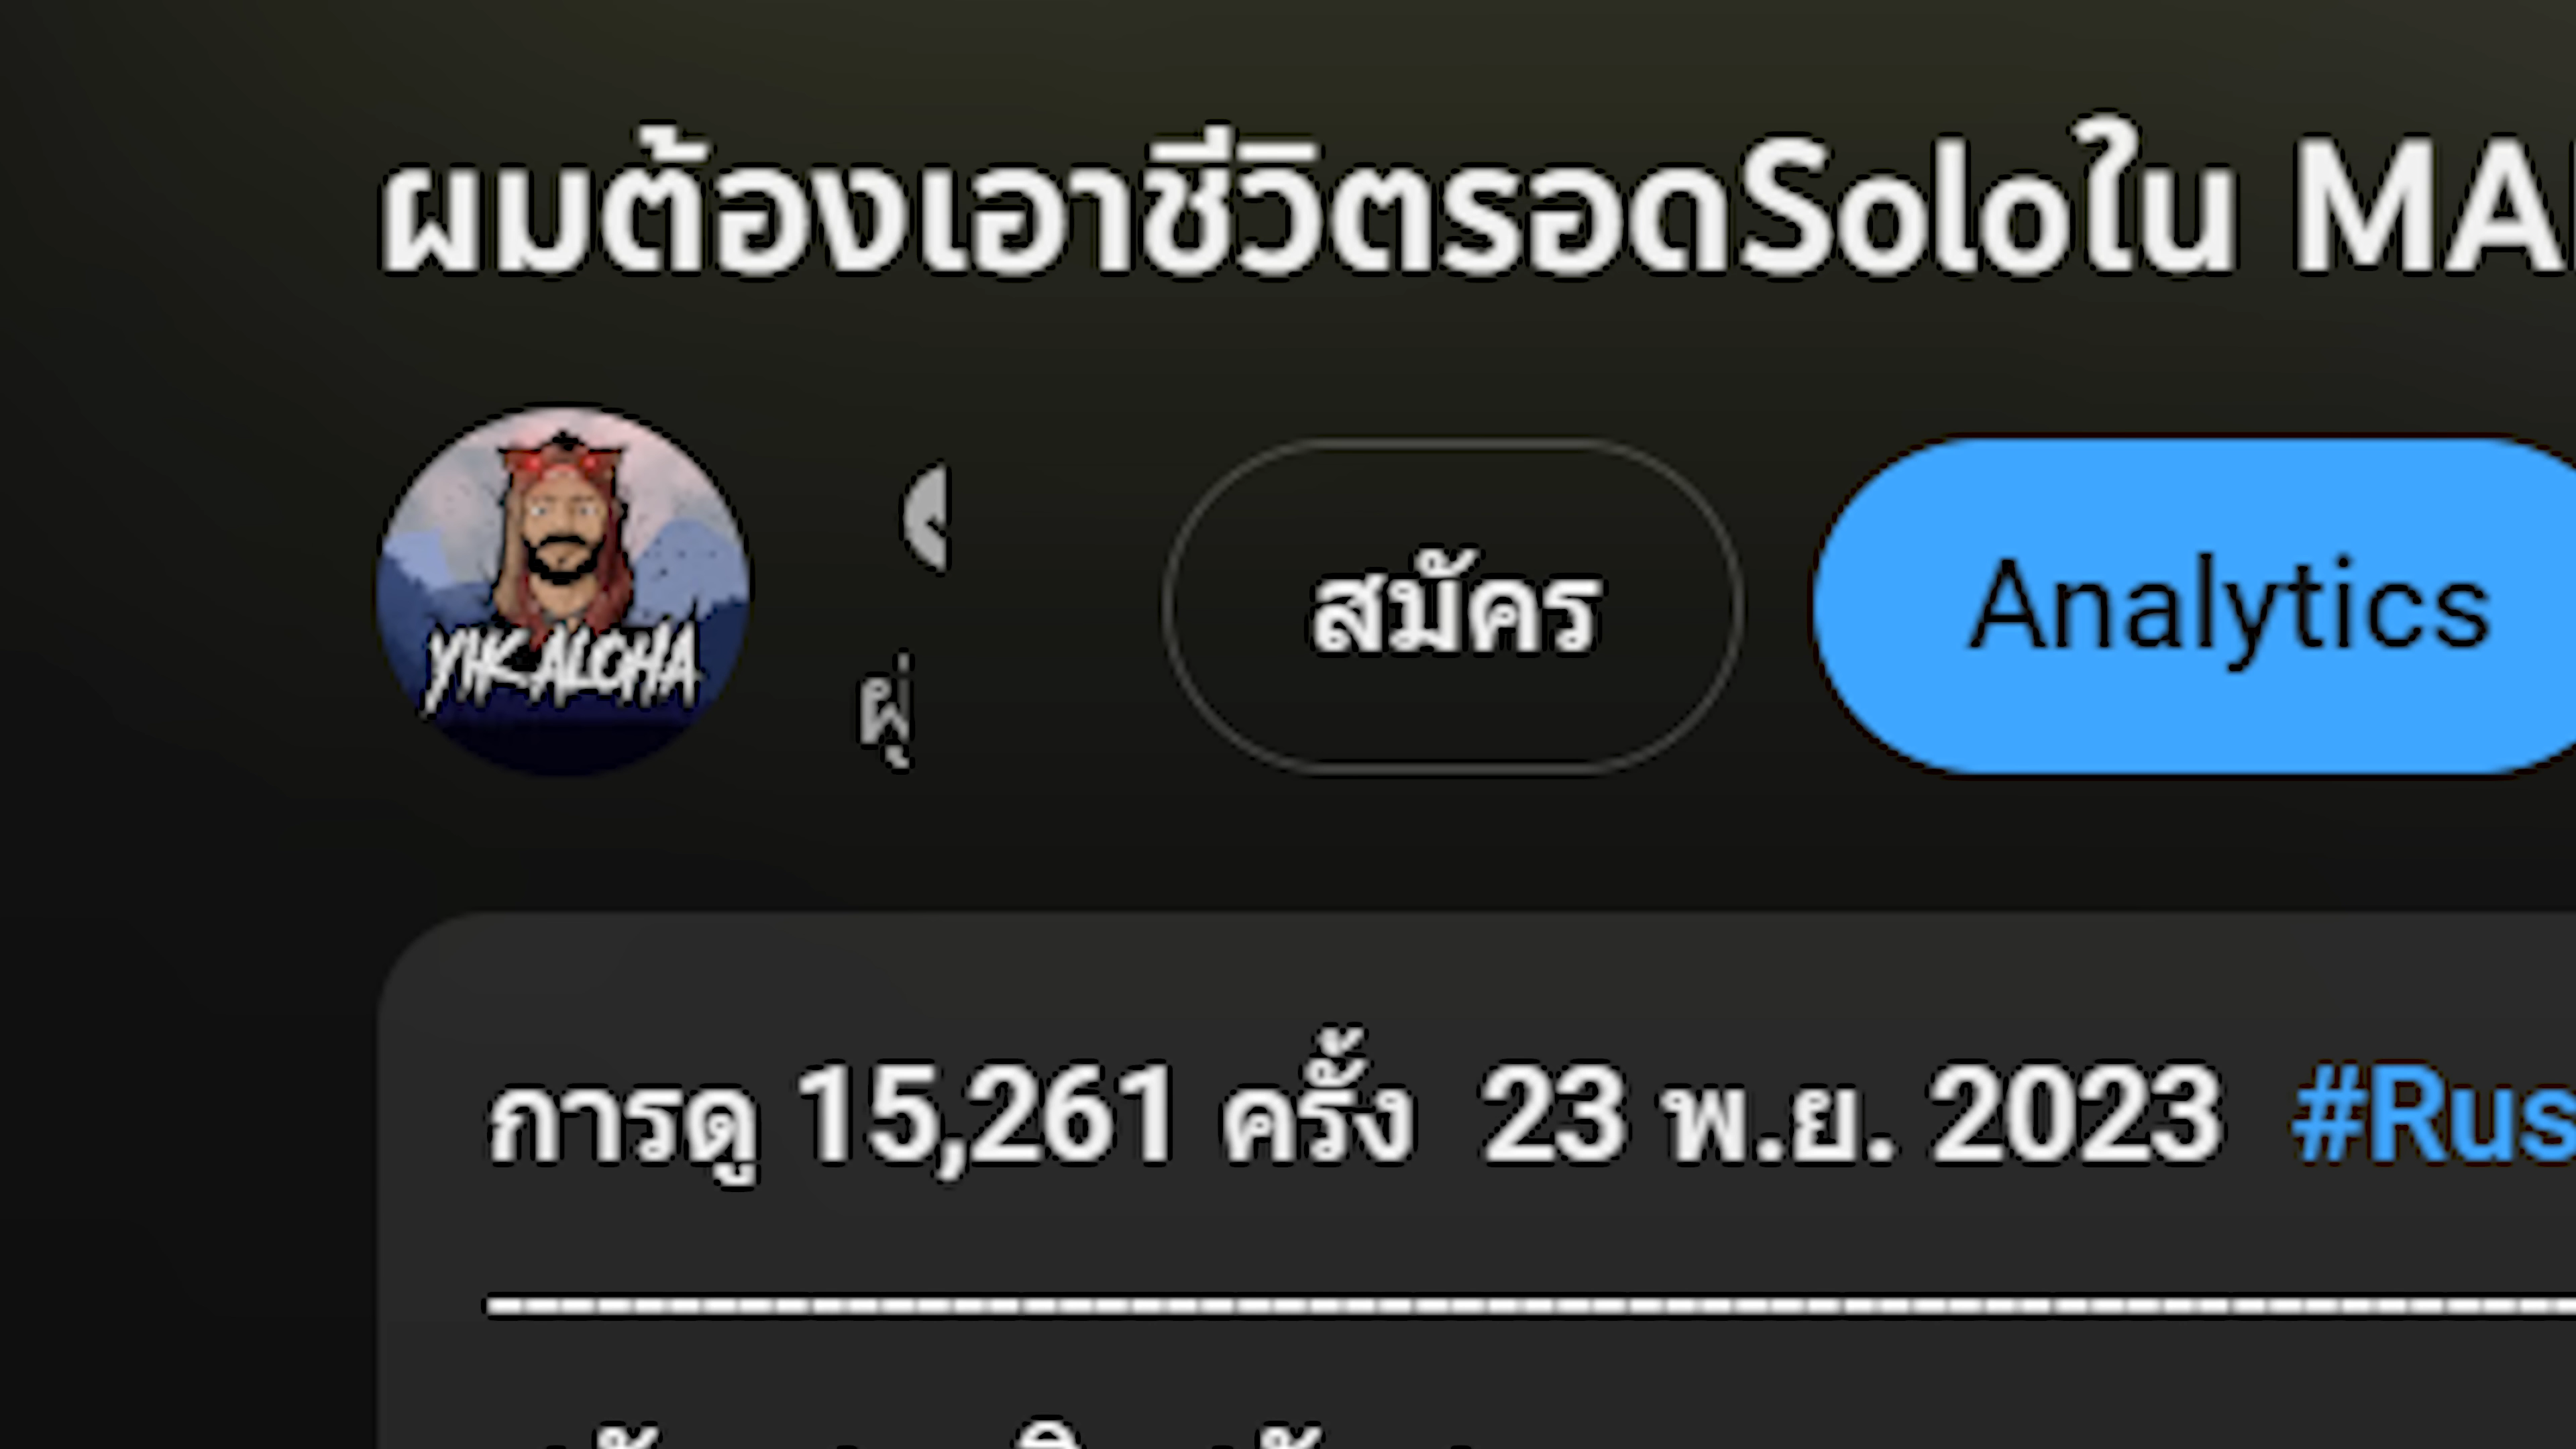 ผมต้องเอาชีวิตรอดSoloใน
YIK ALOHA
สมัคร
Analytics
การดู 15,261 ครั้ง 23 พ.ย. 2023